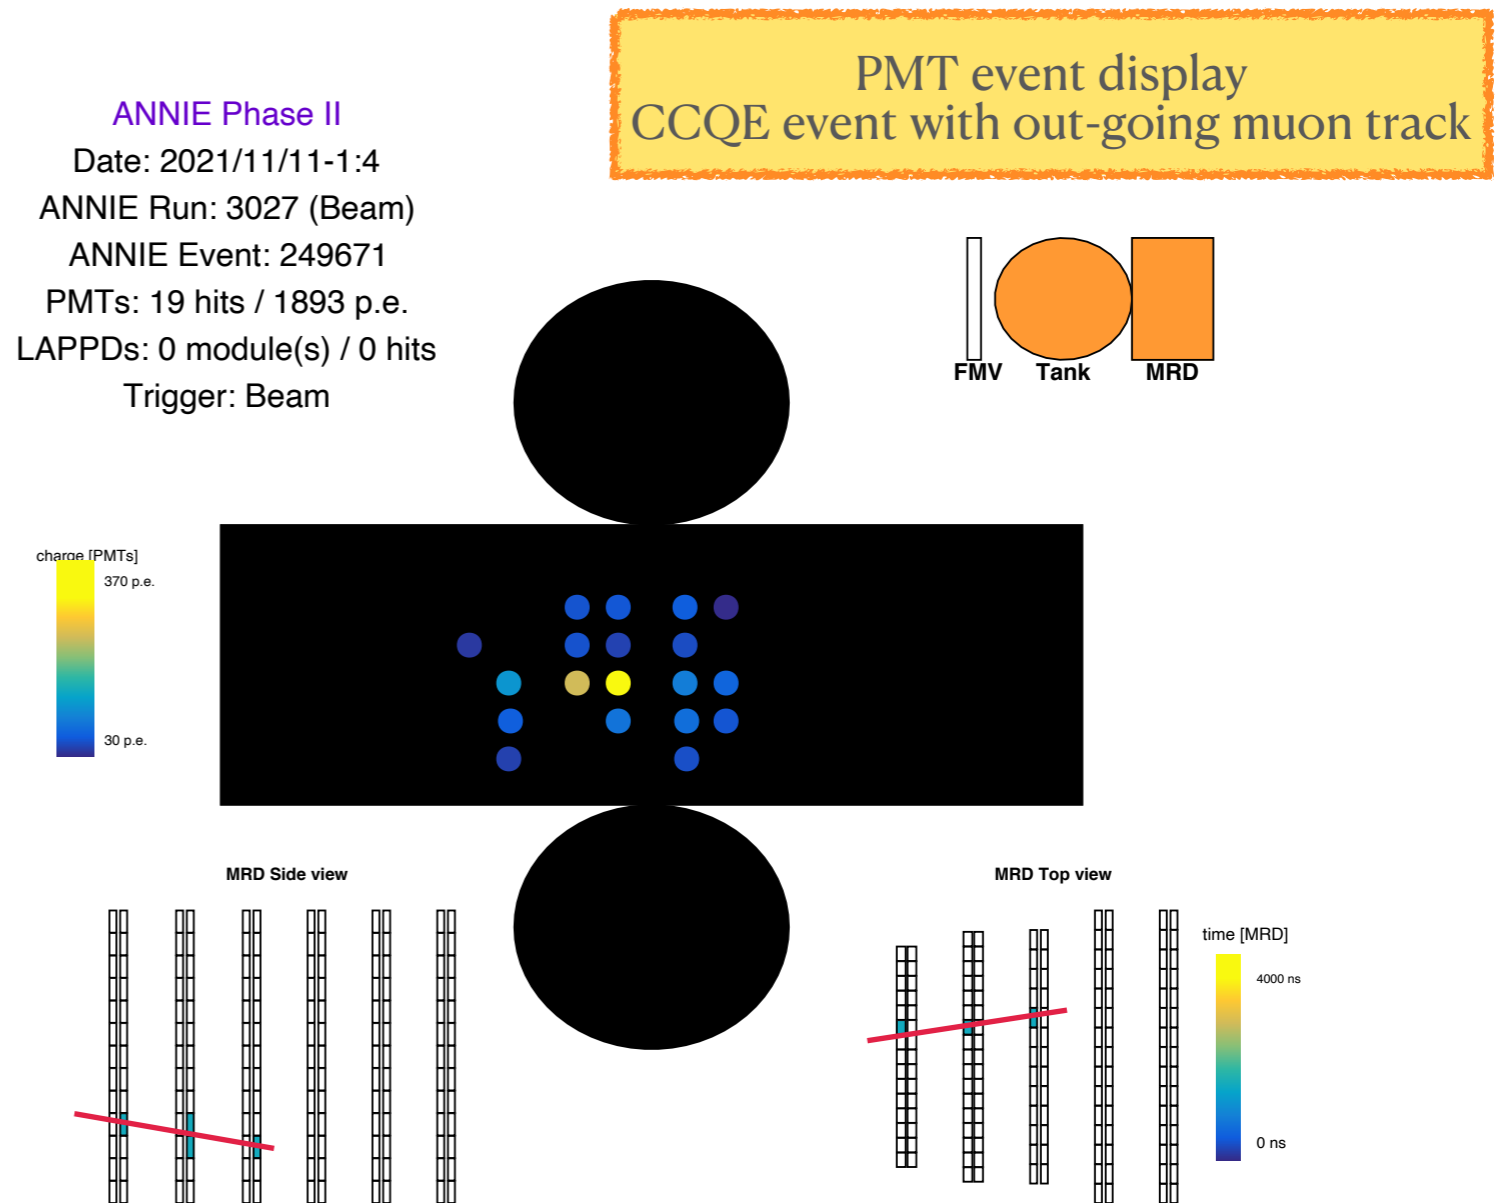 PMT event display
CCQE event with out-going muon track
ANNIE Phase II
Date: 2021/11/11-1:4
ANNIE Run: 3027 (Beam)
ANNIE Event: 249671
PMTs: 19 hits / 1893 p.e.
LAPPDs: 0 module(s) / 0 hits
Trigger: Beam
FMV Tank MRD
charge [PMTs]
370 p.e.
30 p.e.
MRD Side view
MRD Top view
time [MRD]
4000 ns
0 ns